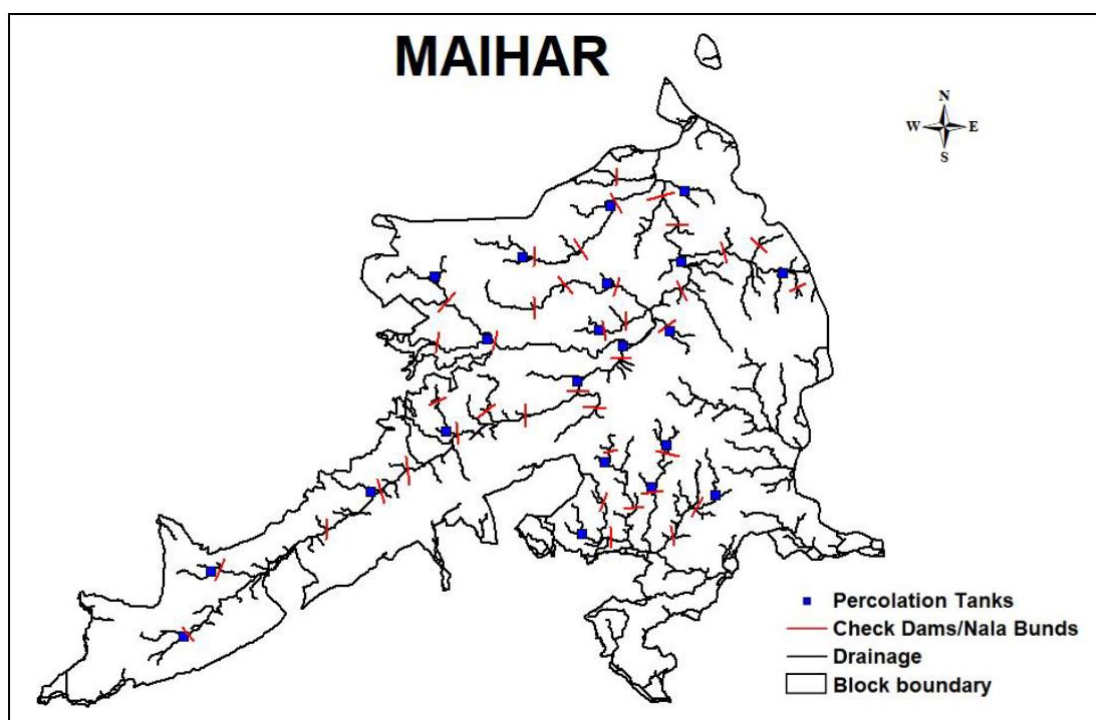 MAIHAR
N
W E
S
Percolation Tanks
Check Dams/Nala Bunds
Drainage
Block boundary